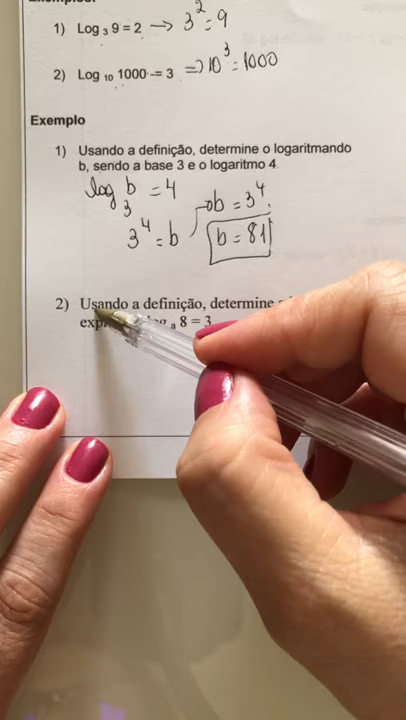 Exemplos:
1) Log 3 9 = 2 → 3² = 9
2) Log 10 1000 = 3 ⇒ 10³ = 1000
Exemplo
1) Usando a definição, determine o logaritmando
b, sendo a base 3 e o logaritmo 4
log 3 b = 4
3⁴ = b → b = 3⁴.
b = 81
2) Usando a definição, determine
a 8 = 3